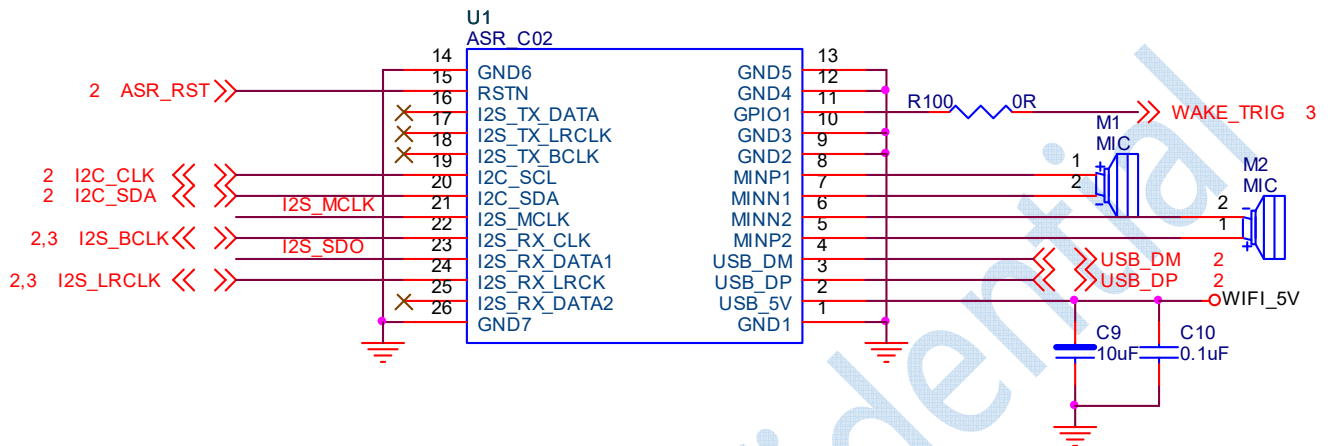 U1
ASR_C02
14
GND6
15
RSTN
16
I2S_TX_DATA
17
I2S_TX_LRCLK
18
I2S_TX_BCLK
19
I2C_SCL
20
I2C_SDA
21
I2S_MCLK
22
I2S_RX_CLK
23
I2S_RX_DATA1
24
I2S_RX_LRCK
25
I2S_RX_DATA2
26
GND7
13
GND5
12
GND4
11
GPIO1
10
GND3
9
GND2
8
MINP1
7
MINN1
6
MINN2
5
MINP2
4
USB_DM
3
USB_DP
2
USB_5V
1
GND1
2 ASR_RST
2 I2C_CLK
2 I2C_SDA
I2S_MCLK
2,3 I2S_BCLK
I2S_SDO
2,3 I2S_LRCLK
R100 0R
WAKE_TRIG 3
M1
MIC
1
+
2
-
M2
MIC
2
-
1
+
USB_DM 2
USB_DP 2
WIFI_5V
C9
10uF
C10
0.1uF
idential